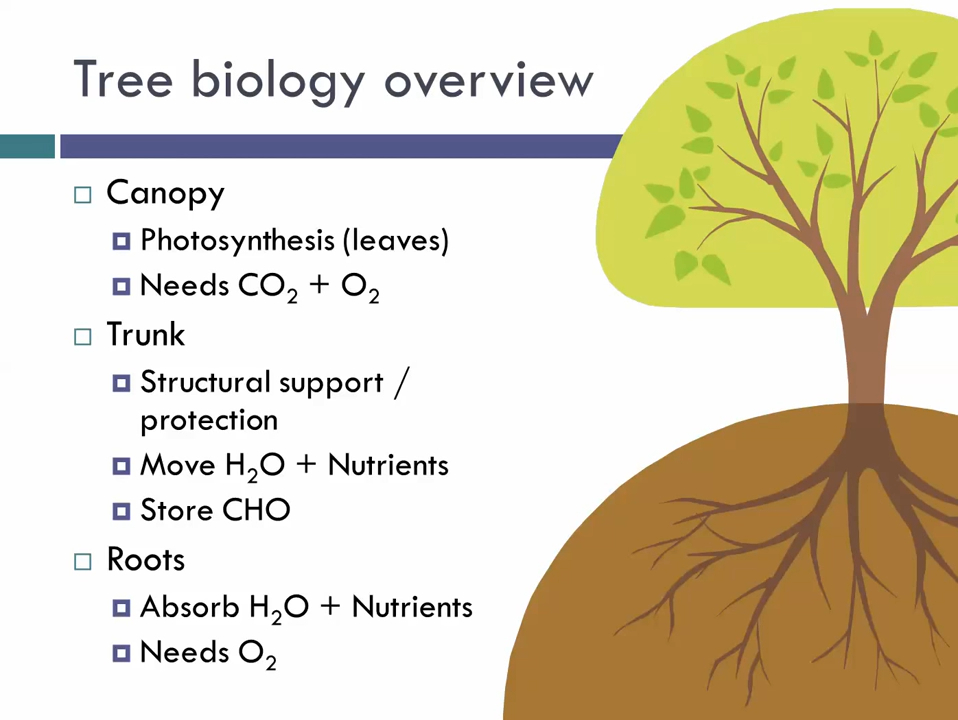 Tree biology overview
Canopy
Photosynthesis (leaves)
Needs CO₂ + O₂
Trunk
Structural support /
protection
Move H₂O + Nutrients
Store CHO
Roots
Absorb H₂O + Nutrients
Needs O₂